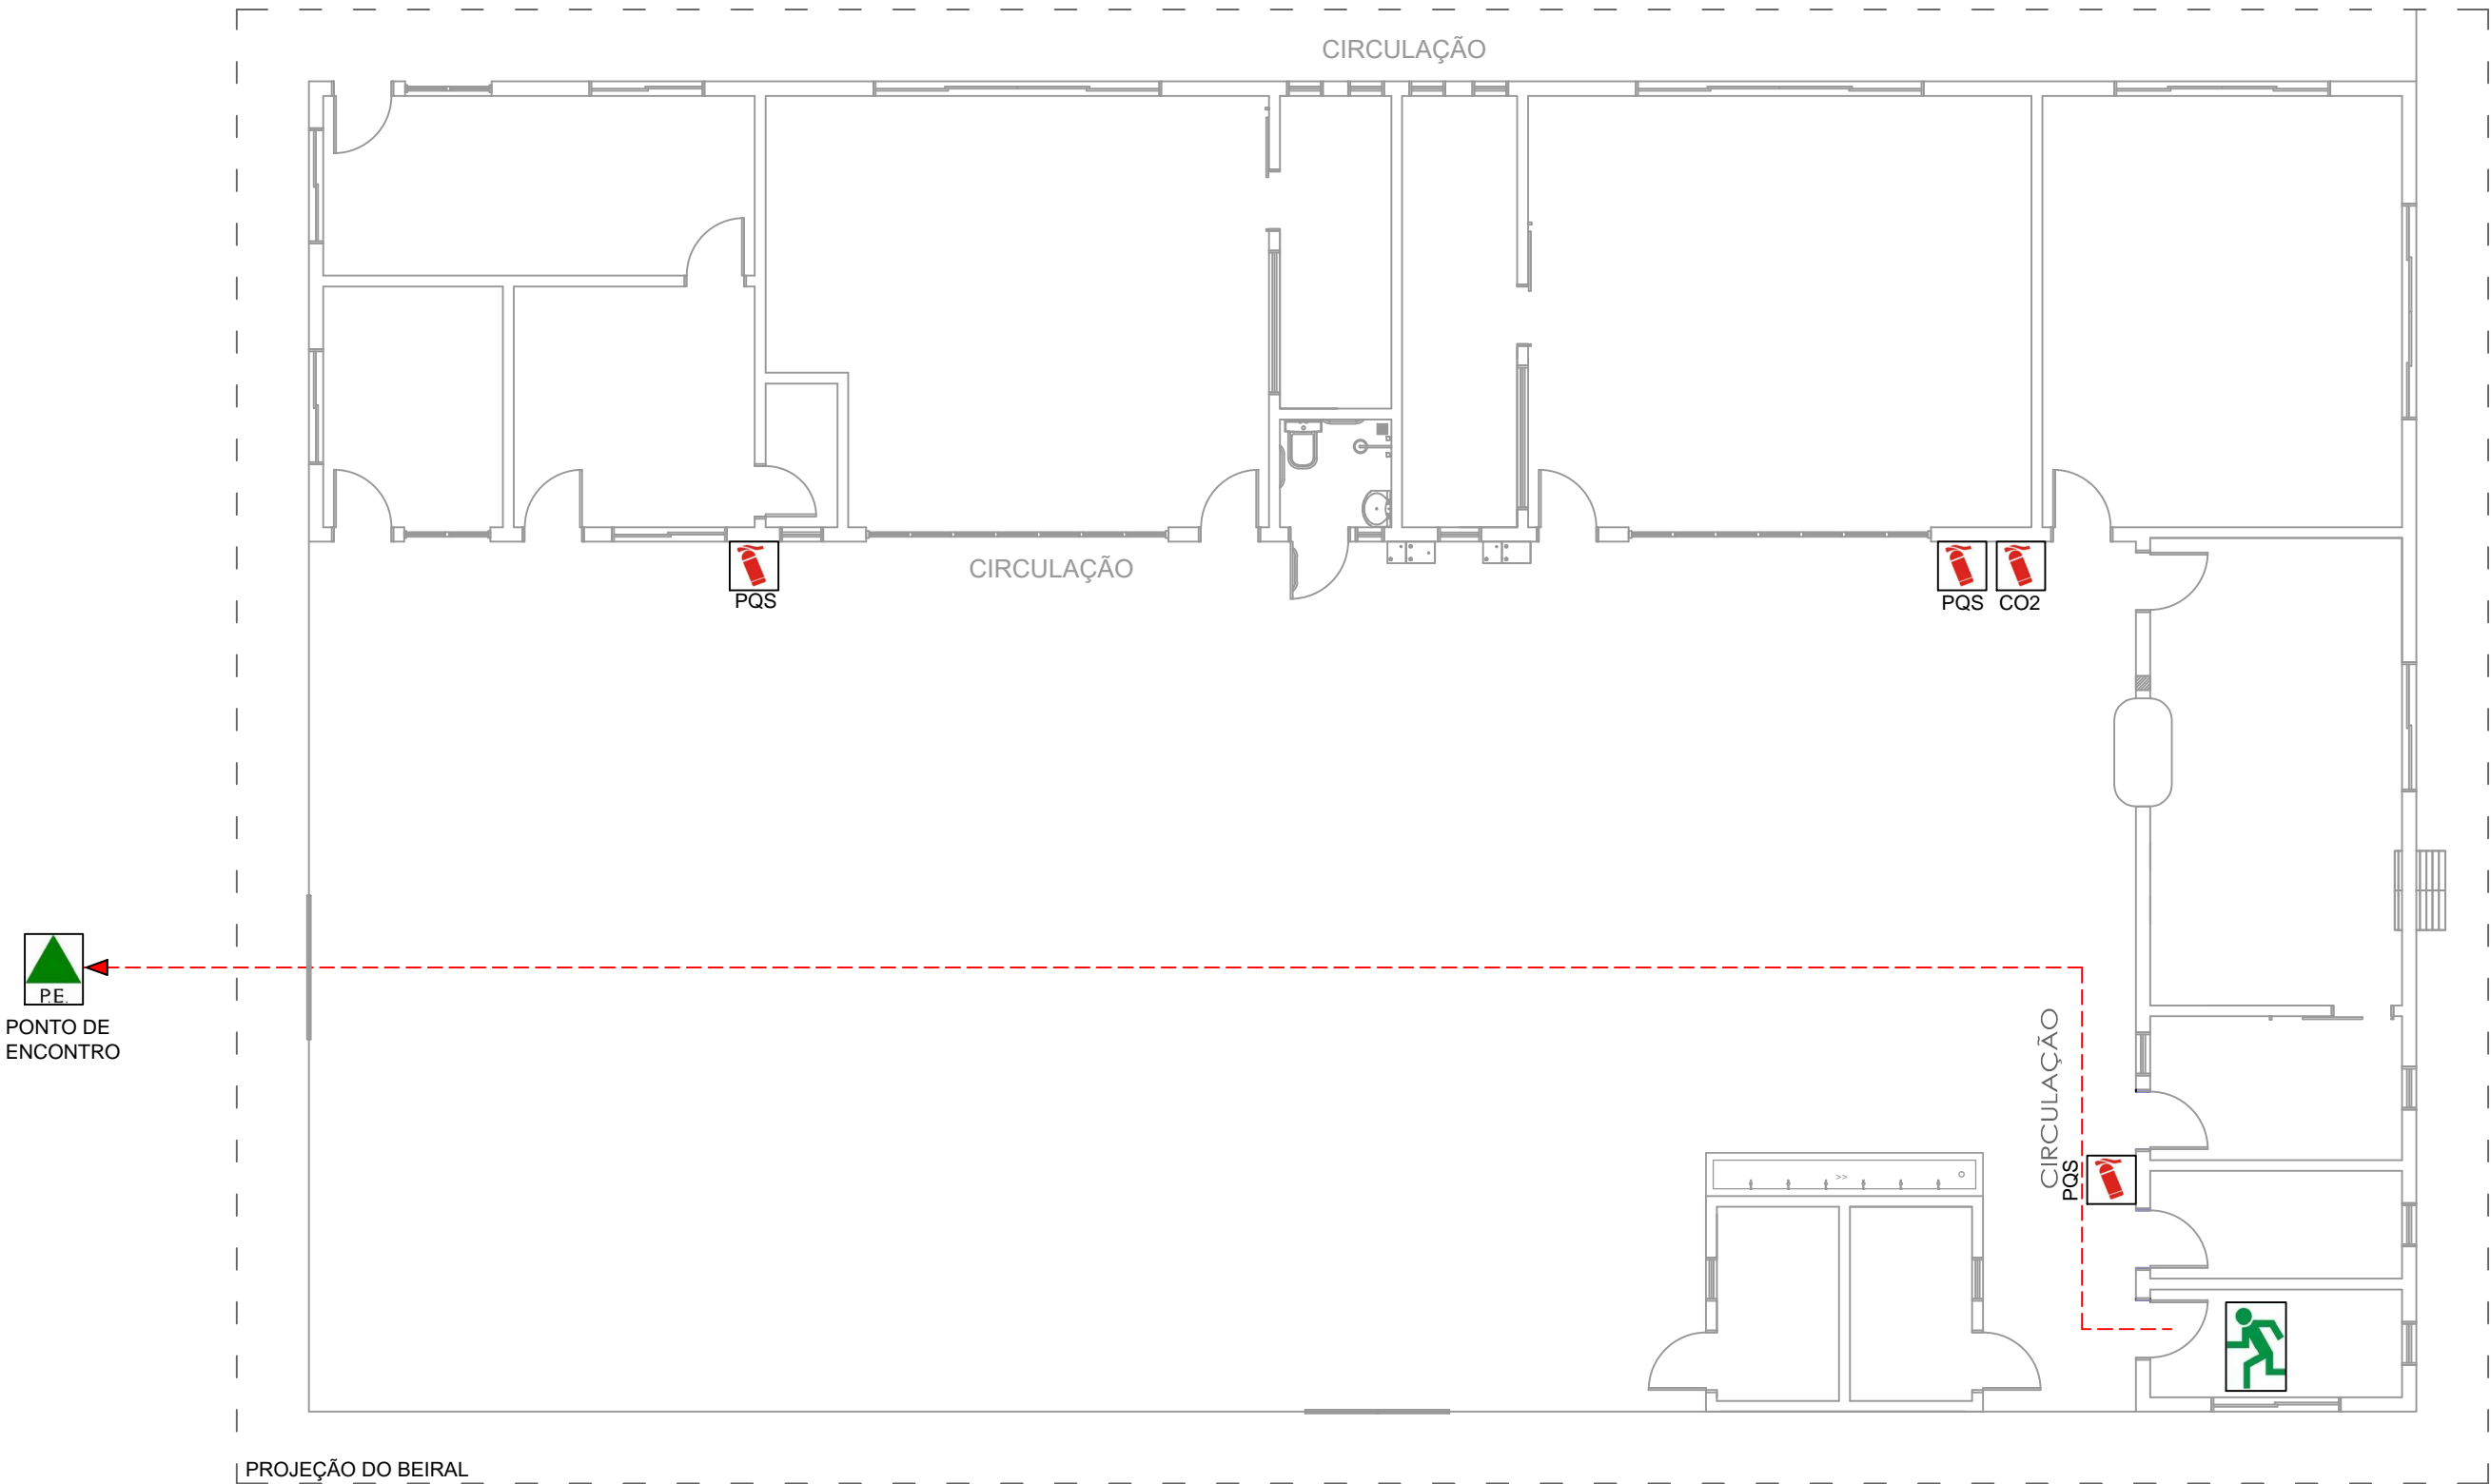 CIRCULAÇÃO
CIRCULAÇÃO
PQS
PQS
CO2
P.E.
PONTO DE
ENCONTRO
CIRCULAÇÃO
PQS
>>
PROJEÇÃO DO BEIRAL